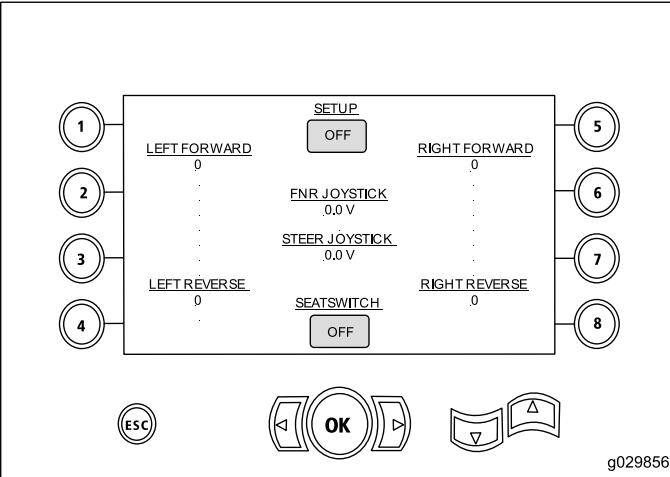 SETUP
OFF
LEFT FORWARD
0
RIGHT FORWARD
0
FNR JOYSTICK
0.0 V
STEER JOYSTICK
0.0 V
LEFT REVERSE
0
RIGHT REVERSE
0
SEATSWITCH
OFF
1
2
3
4
5
6
7
8
ESC
OK
g029856